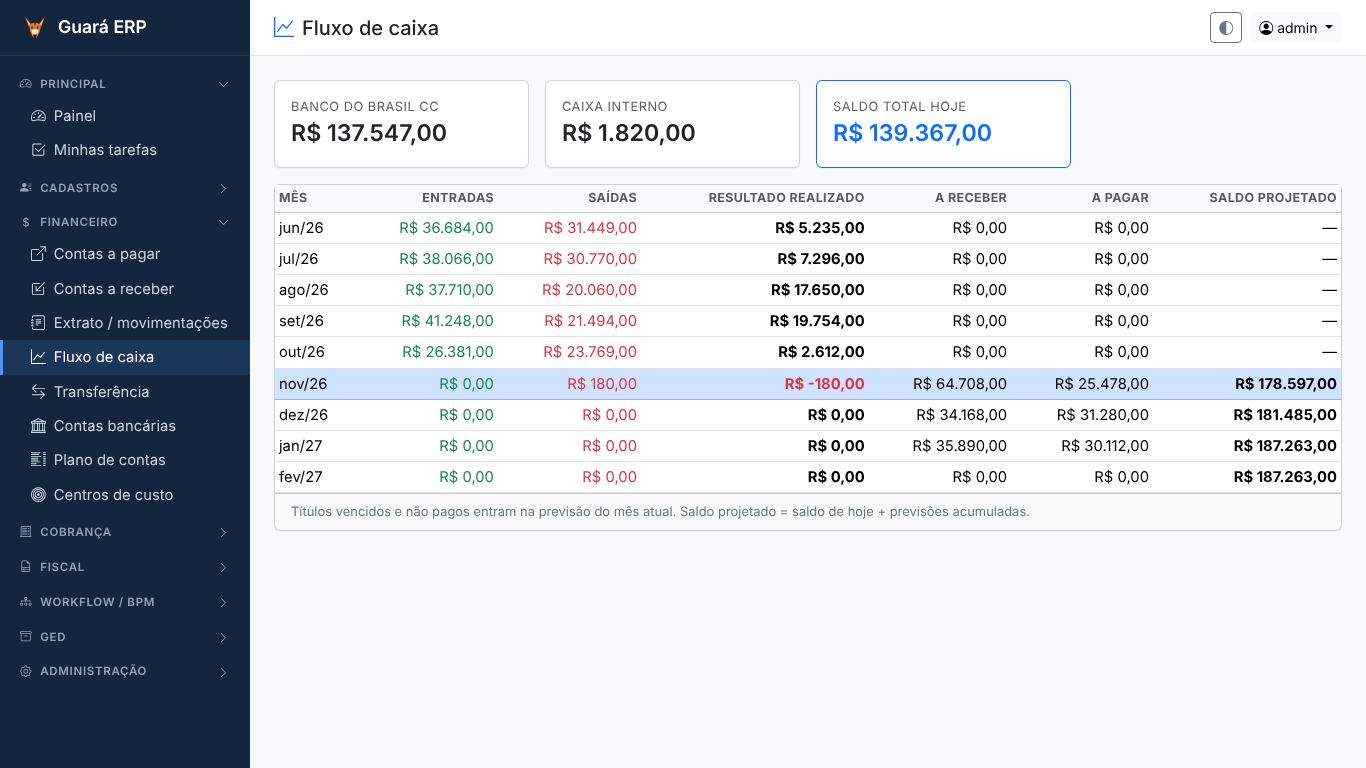 Guará ERP
Fluxo de caixa
admin
PRINCIPAL
Painel
Minhas tarefas
CADASTROS
FINANCEIRO
Contas a pagar
Contas a receber
Extrato / movimentações
Fluxo de caixa
Transferência
Contas bancárias
Plano de contas
Centros de custo
COBRANÇA
FISCAL
WORKFLOW / BPM
GED
ADMINISTRAÇÃO
BANCO DO BRASIL CC
R$ 137.547,00
CAIXA INTERNO
R$ 1.820,00
SALDO TOTAL HOJE
R$ 139.367,00
MÊS ENTRADAS SAÍDAS RESULTADO REALIZADO A RECEBER A PAGAR SALDO PROJETADO
jun/26 R$ 36.684,00 R$ 31.449,00 R$ 5.235,00 R$ 0,00 R$ 0,00 —
jul/26 R$ 38.066,00 R$ 30.770,00 R$ 7.296,00 R$ 0,00 R$ 0,00 —
ago/26 R$ 37.710,00 R$ 20.060,00 R$ 17.650,00 R$ 0,00 R$ 0,00 —
set/26 R$ 41.248,00 R$ 21.494,00 R$ 19.754,00 R$ 0,00 R$ 0,00 —
out/26 R$ 26.381,00 R$ 23.769,00 R$ 2.612,00 R$ 0,00 R$ 0,00 —
nov/26 R$ 0,00 R$ 180,00 R$ -180,00 R$ 64.708,00 R$ 25.478,00 R$ 178.597,00
dez/26 R$ 0,00 R$ 0,00 R$ 0,00 R$ 34.168,00 R$ 31.280,00 R$ 181.485,00
jan/27 R$ 0,00 R$ 0,00 R$ 0,00 R$ 35.890,00 R$ 30.112,00 R$ 187.263,00
fev/27 R$ 0,00 R$ 0,00 R$ 0,00 R$ 0,00 R$ 0,00 R$ 187.263,00
Títulos vencidos e não pagos entram na previsão do mês atual. Saldo projetado = saldo de hoje + previsões acumuladas.